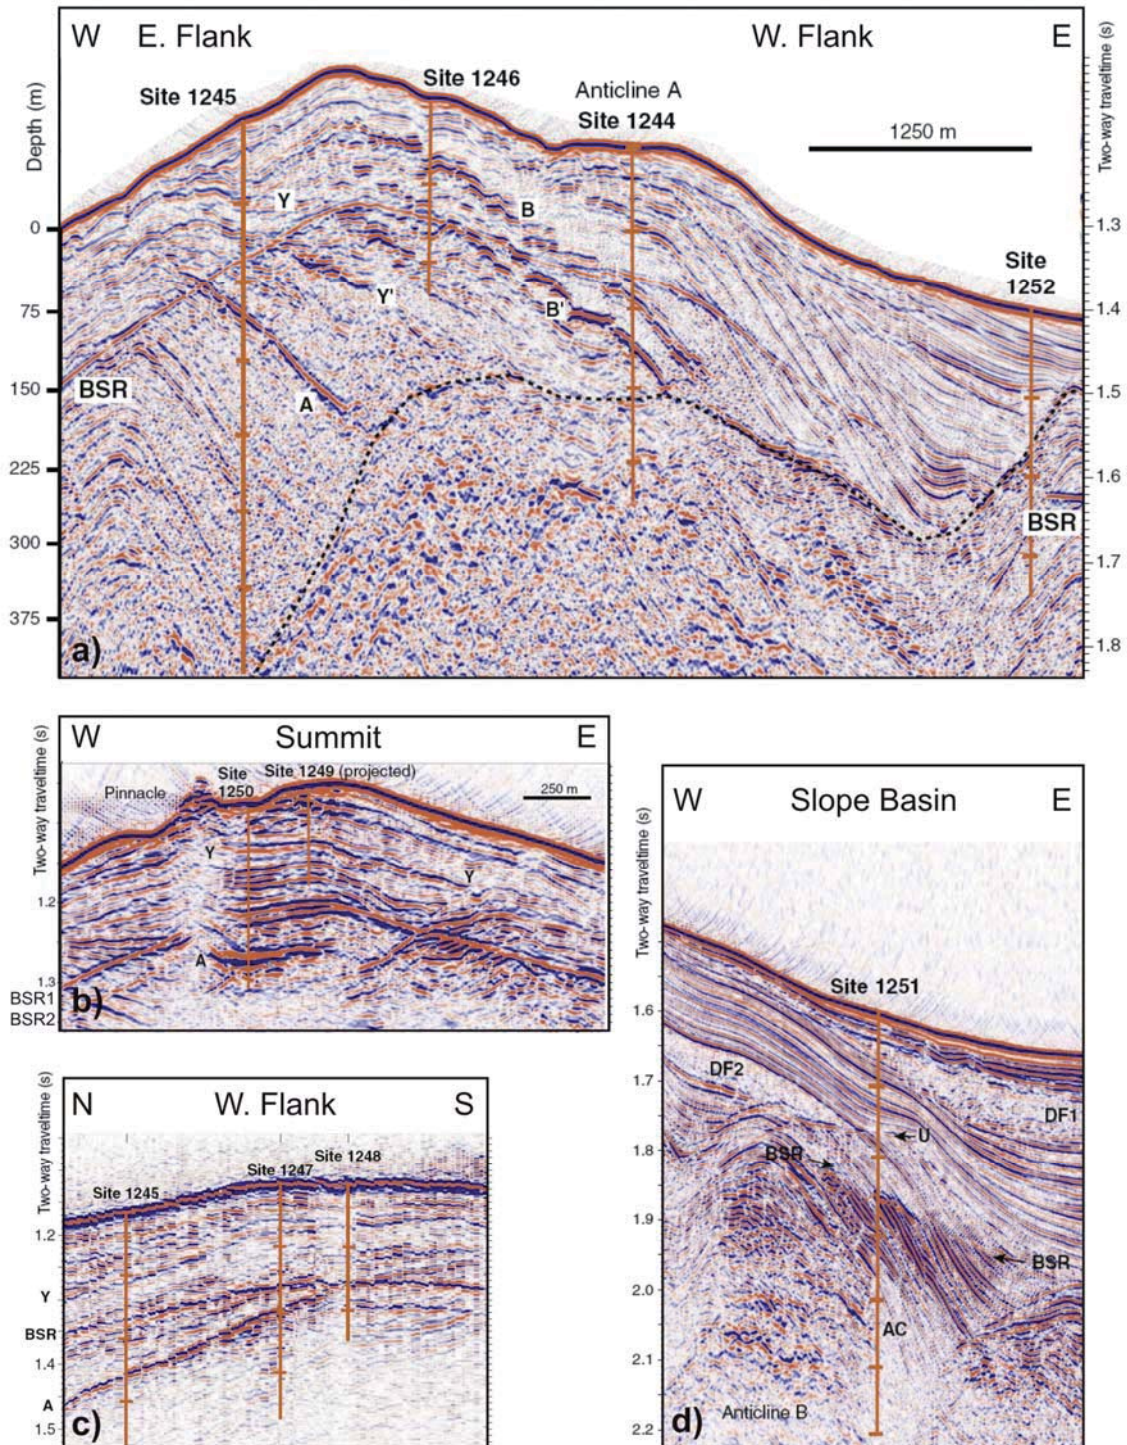 W E. Flank W. Flank E
Site 1245
Site 1246
Anticline A
Site 1244
1250 m
Site
1252
Depth (m)
Two-way traveltime (s)
0
75
150
225
300
375
1.3
1.4
1.5
1.6
1.7
1.8
Y
B
Y'
B'
BSR
A
BSR
a)
W Summit E
Two-way traveltime (s)
Pinnacle
Site
1250
Site 1249 (projected)
250 m
Y
Y
1.2
A
1.3
BSR1
BSR2
b)
N W. Flank S
Two-way traveltime (s)
Site 1245
Site 1247
Site 1248
1.2
Y
BSR
1.4
A
1.5
c)
W Slope Basin E
Two-way traveltime (s)
Site 1251
1.6
1.7
1.8
1.9
2.0
2.1
2.2
DF2
DF1
U
BSR
BSR
AC
Anticline B
d)